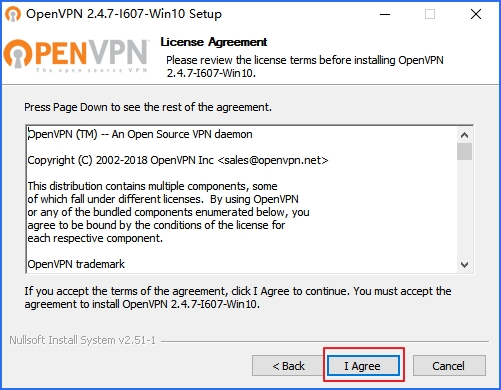 OpenVPN 2.4.7-I607-Win10 Setup
OPENVPN
The open source VPN
License Agreement
Please review the license terms before installing OpenVPN
2.4.7-I607-Win10.
Press Page Down to see the rest of the agreement.
OpenVPN (TM) -- An Open Source VPN daemon
Copyright (C) 2002-2018 OpenVPN Inc <sales@openvpn.net>
This distribution contains multiple components, some
of which fall under different licenses.  By using OpenVPN
or any of the bundled components enumerated below, you
agree to be bound by the conditions of the license for
each respective component.
OpenVPN trademark
If you accept the terms of the agreement, click I Agree to continue. You must accept the
agreement to install OpenVPN 2.4.7-I607-Win10.
Nullsoft Install System v2.51-1
< Back
I Agree
Cancel